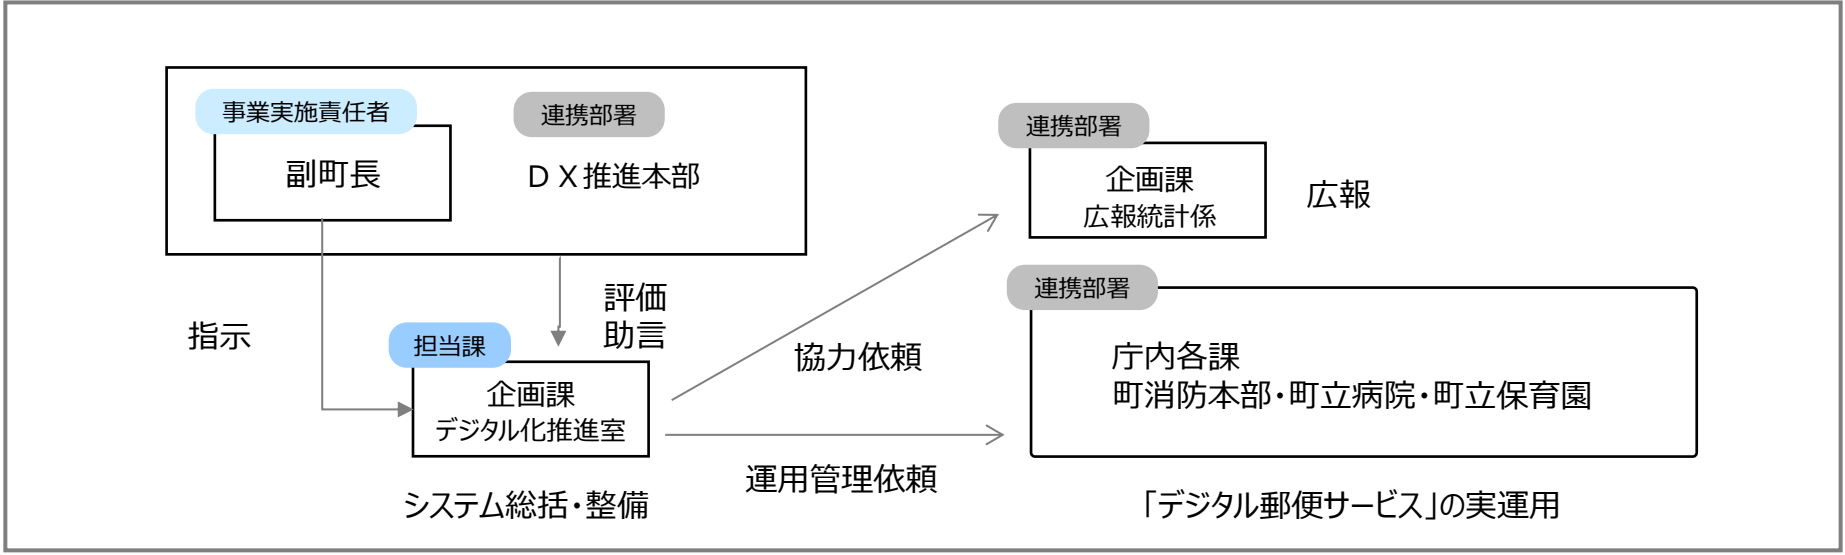 事業実施責任者
副町長
連携部署
ＤＸ推進本部
指示
評価
助言
担当課
企画課
デジタル化推進室
システム総括・整備
協力依頼
運用管理依頼
連携部署
企画課
広報統計係
広報
連携部署
庁内各課
町消防本部・町立病院・町立保育園
「デジタル郵便サービス」の実運用